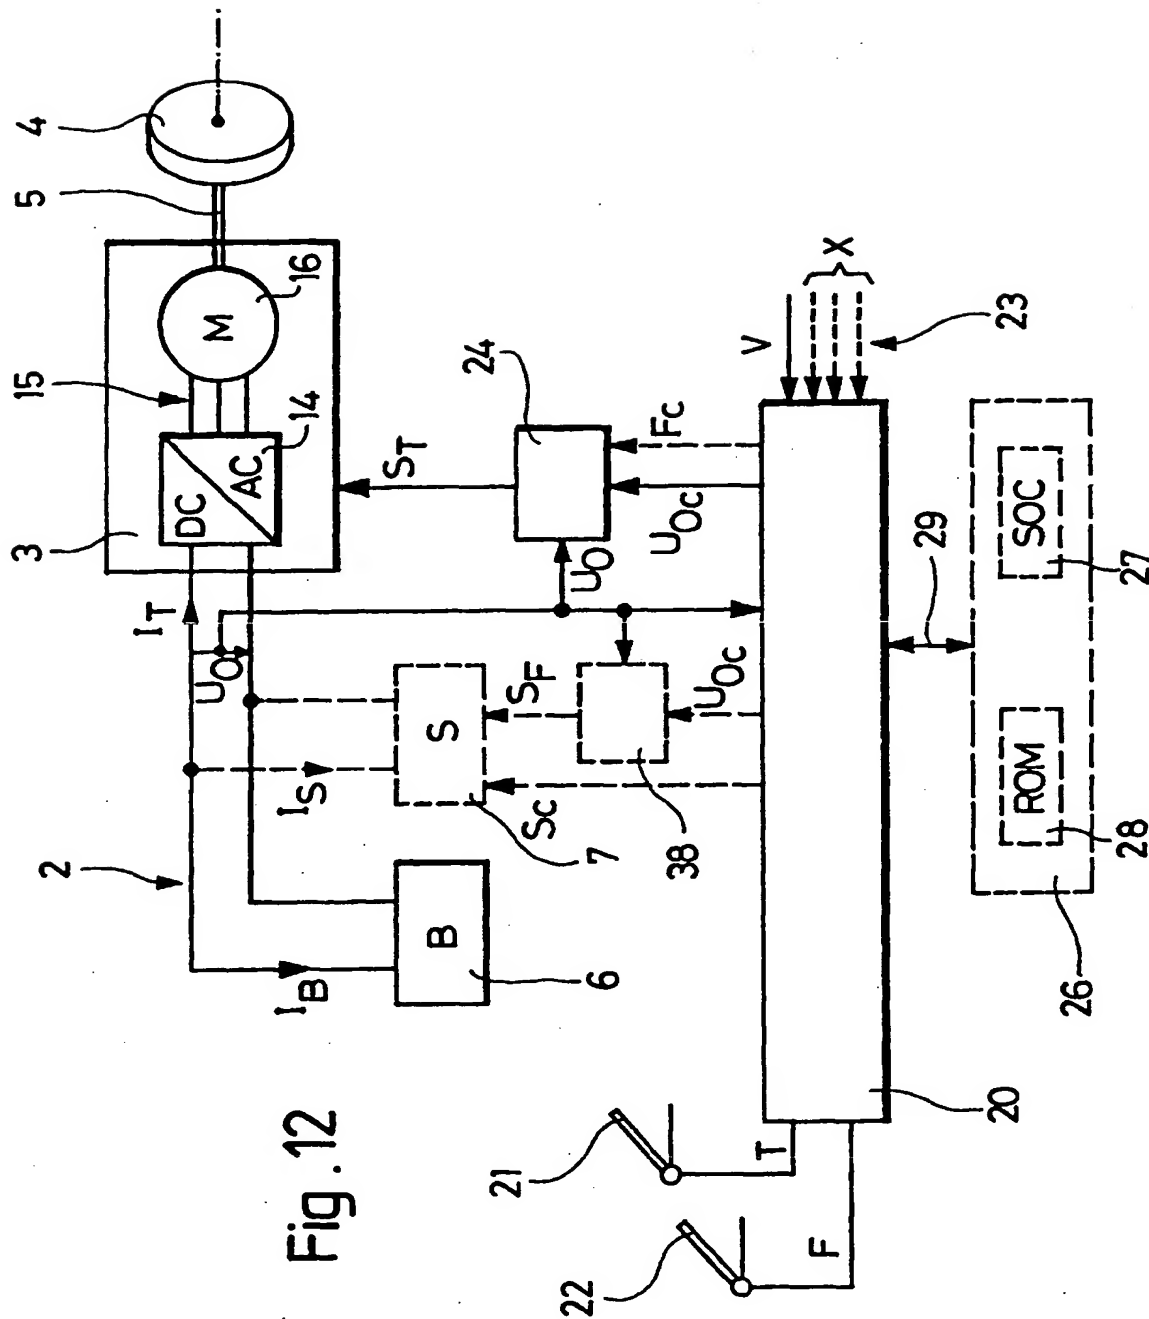 Fig. 12
2
3
15
5
4
DC
AC
14
M
16
I_T
U_O
I_B
B
6
I_S
S
7
S_C
S_F
38
U_OC
U_O
S_T
24
U_OC
F_C
V
X
23
21
22
T
F
20
29
26
ROM
28
SOC
27